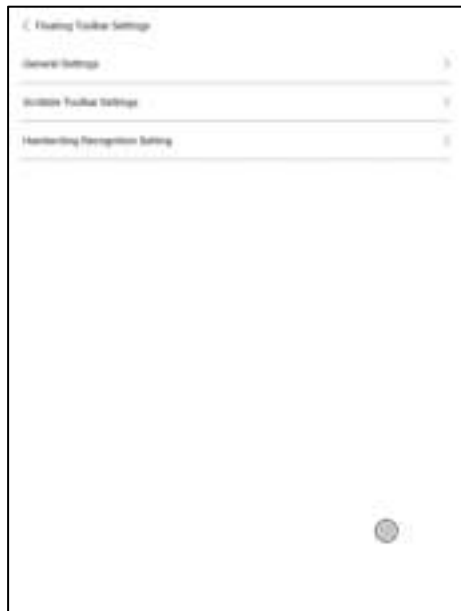 Floating Toolbar Settings
General Settings
Scribble Toolbar Settings
Handwriting Recognition Setting